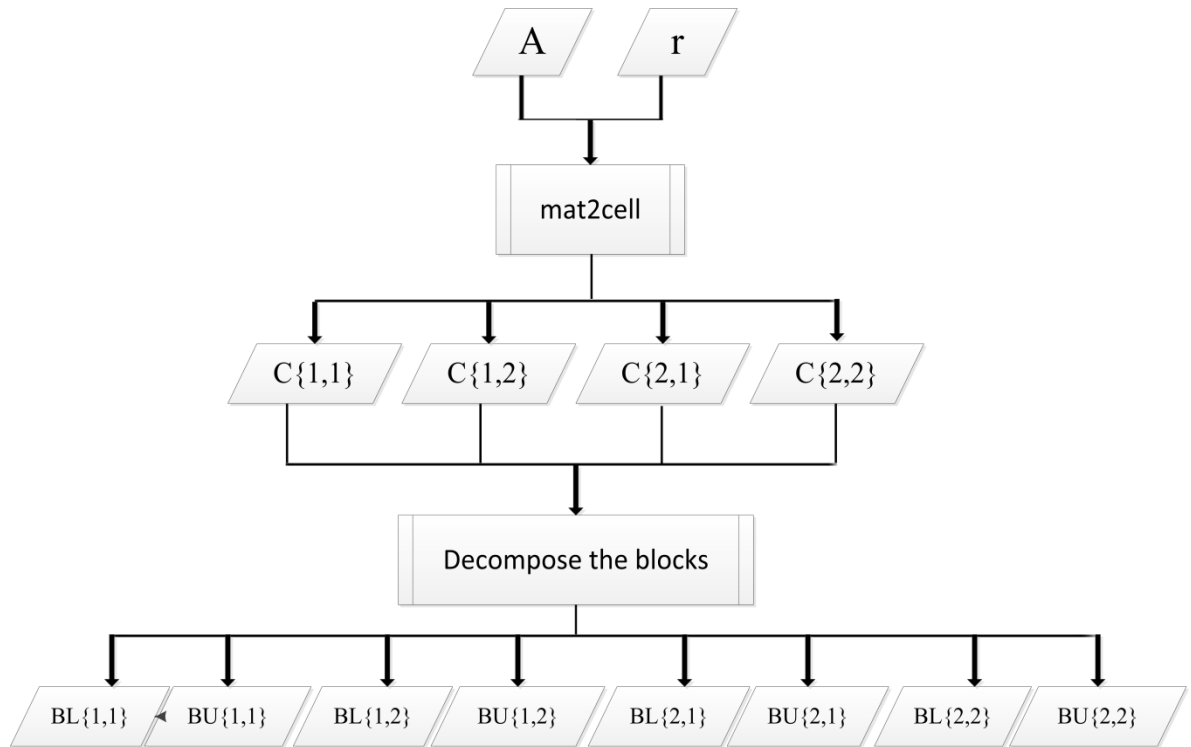 A
r
mat2cell
C{1,1}
C{1,2}
C{2,1}
C{2,2}
Decompose the blocks
BL{1,1}
BU{1,1}
BL{1,2}
BU{1,2}
BL{2,1}
BU{2,1}
BL{2,2}
BU{2,2}